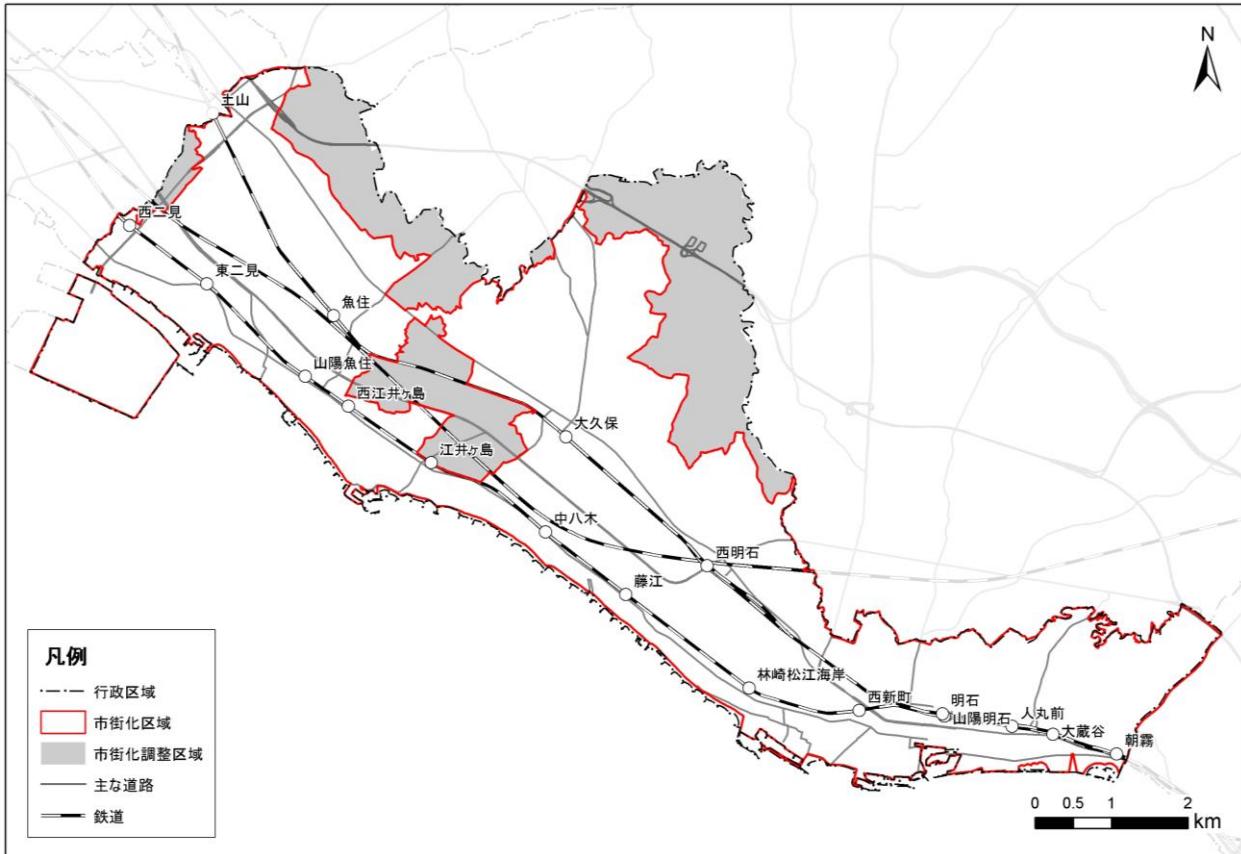 N
土山
西二見
東二見
魚住
山陽魚住
西江井ヶ島
江井ヶ島
大久保
中八木
西明石
藤江
林崎松江海岸
西新町
明石
山陽明石
人丸前
大蔵谷
朝霧
凡例
行政区域
市街化区域
市街化調整区域
主な道路
鉄道
0 0.5 1 2
km